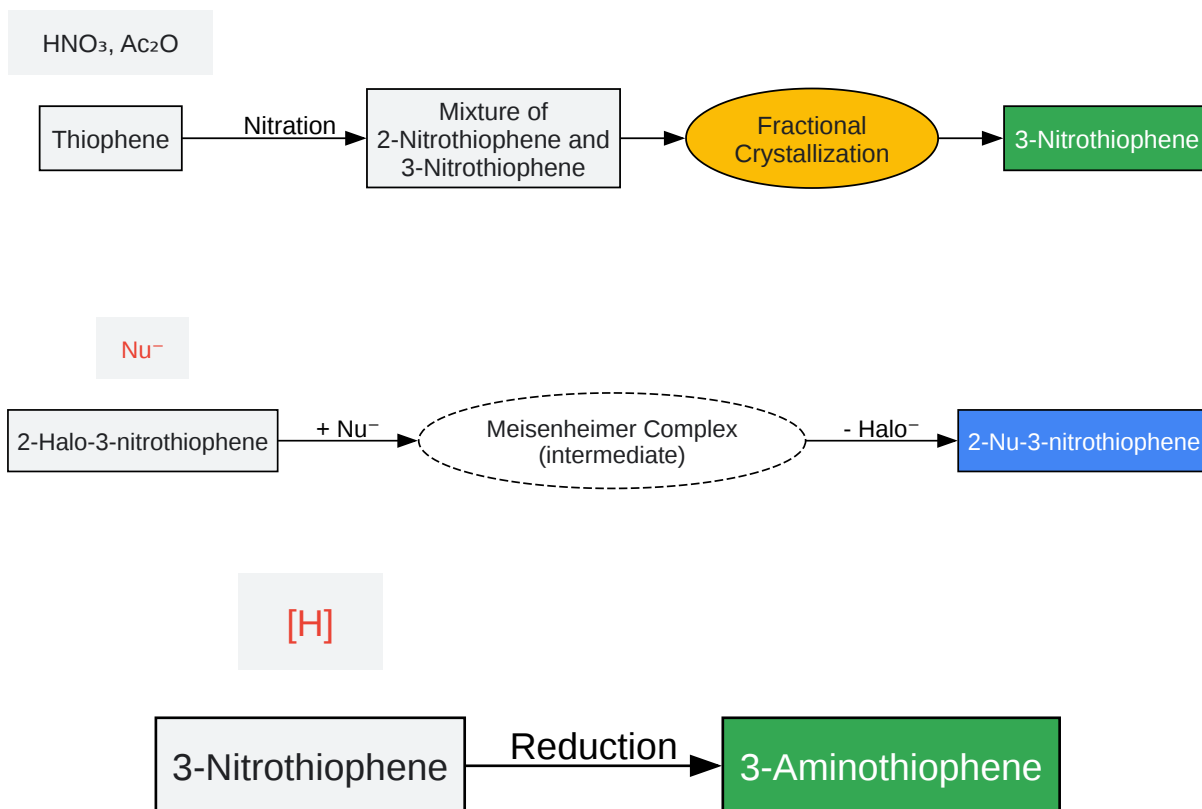 HNO₃, Ac₂O
Thiophene
Nitration
Mixture of
2-Nitrothiophene and
3-Nitrothiophene
Fractional
Crystallization
3-Nitrothiophene
Nu⁻
2-Halo-3-nitrothiophene
+ Nu⁻
Meisenheimer Complex
(intermediate)
- Halo⁻
2-Nu-3-nitrothiophene
[H]
3-Nitrothiophene
Reduction
3-Aminothiophene